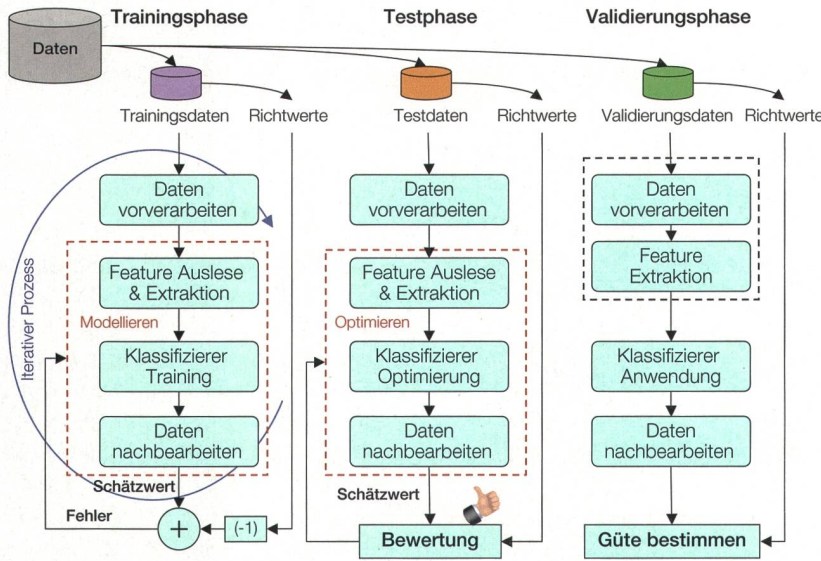 Trainingsphase
Testphase
Validierungsphase
Daten
Trainingsdaten
Richtwerte
Testdaten
Richtwerte
Validierungsdaten
Richtwerte
Iterativer Prozess
Daten
vorverarbeiten
Feature Auslese
& Extraktion
Modellieren
Klassifizierer
Training
Daten
nachbearbeiten
Schätzwert
Fehler
+
(-1)
Daten
vorverarbeiten
Feature Auslese
& Extraktion
Optimieren
Klassifizierer
Optimierung
Daten
nachbearbeiten
Schätzwert
Bewertung
Daten
vorverarbeiten
Feature
Extraktion
Klassifizierer
Anwendung
Daten
nachbearbeiten
Güte bestimmen